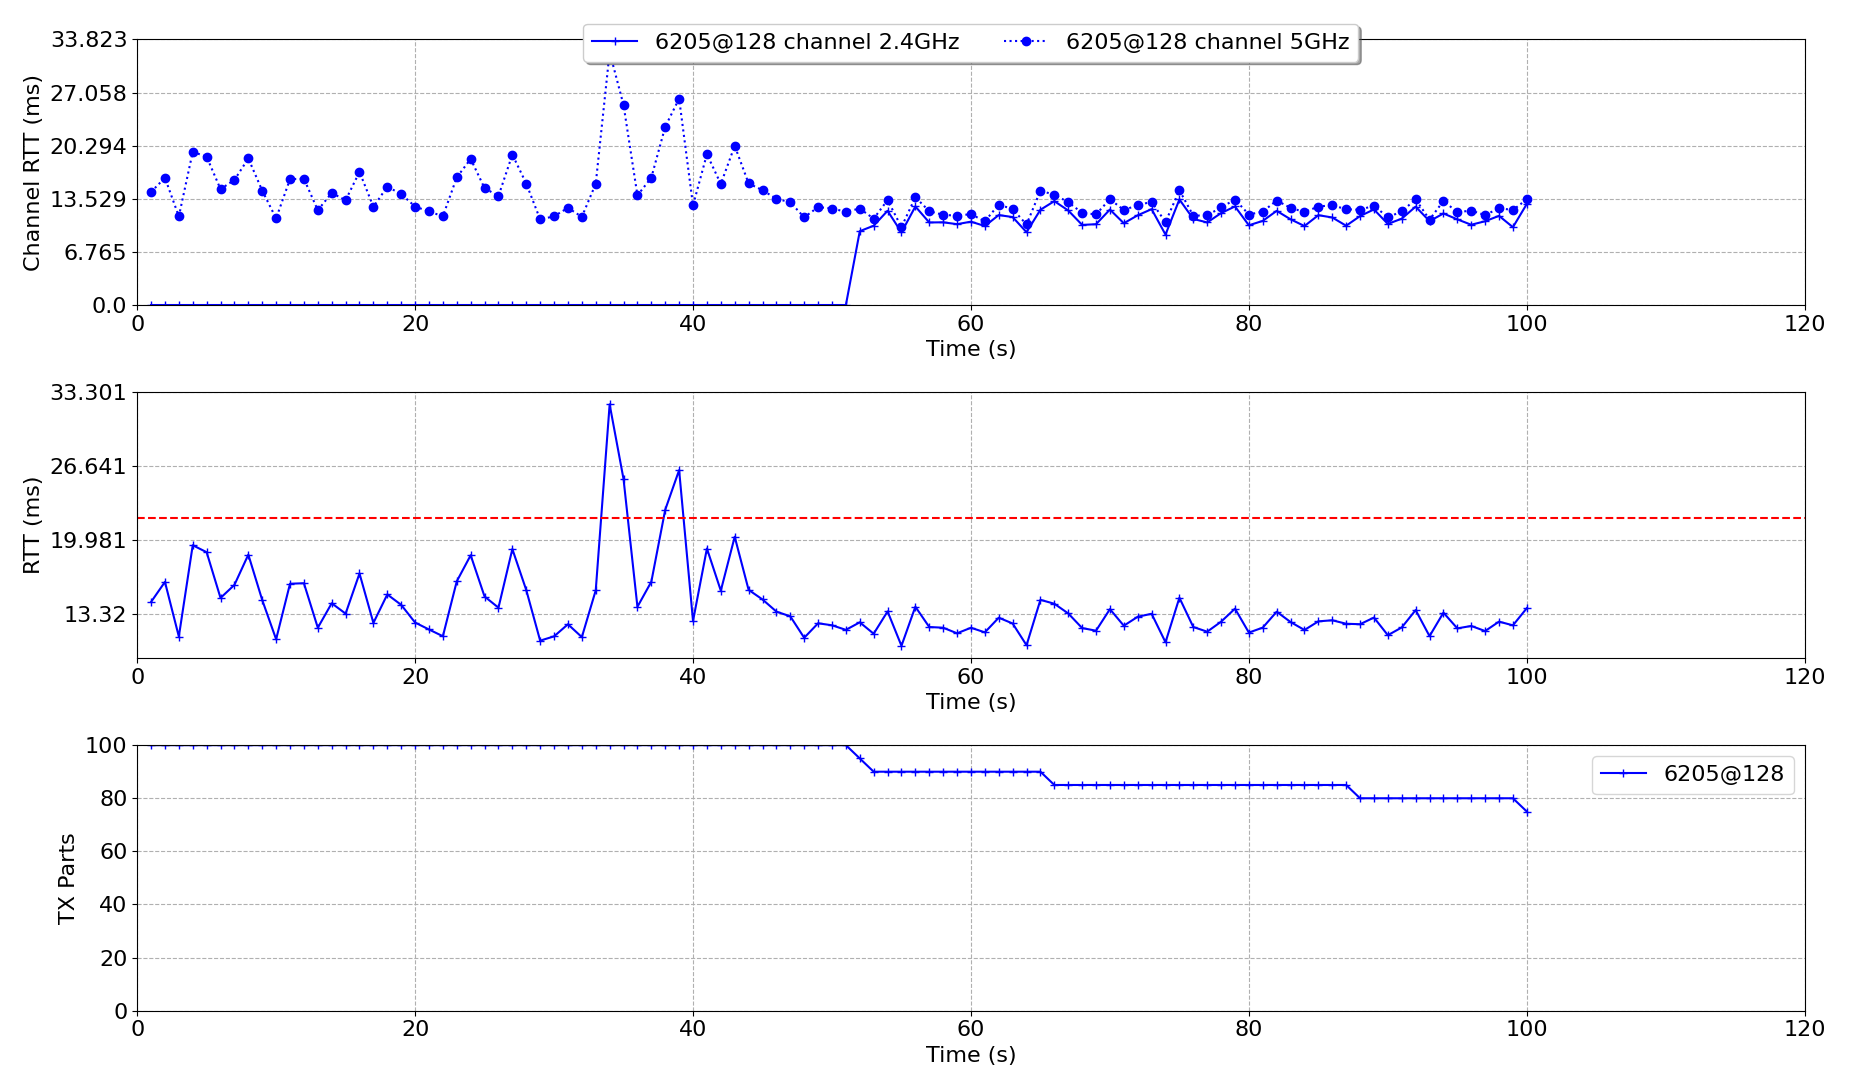 6205@128 channel 2.4GHz 6205@128 channel 5GHz
33.823
27.058
20.294
13.529
6.765
0.0
Channel RTT (ms)
0 20 40 60 80 100 120
Time (s)
33.301
26.641
19.981
13.32
RTT (ms)
0 20 40 60 80 100 120
Time (s)
100
80
60
40
20
0
TX Parts
6205@128
0 20 40 60 80 100 120
Time (s)